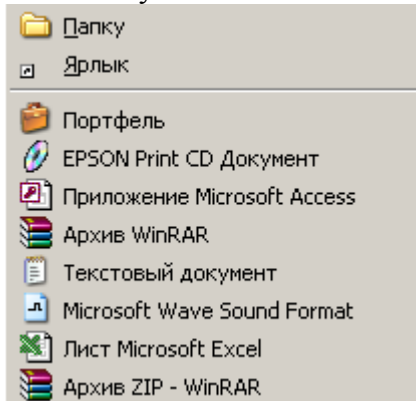 Папку
Ярлык
Портфель
EPSON Print CD Документ
Приложение Microsoft Access
Архив WinRAR
Текстовый документ
Microsoft Wave Sound Format
Лист Microsoft Excel
Архив ZIP - WinRAR